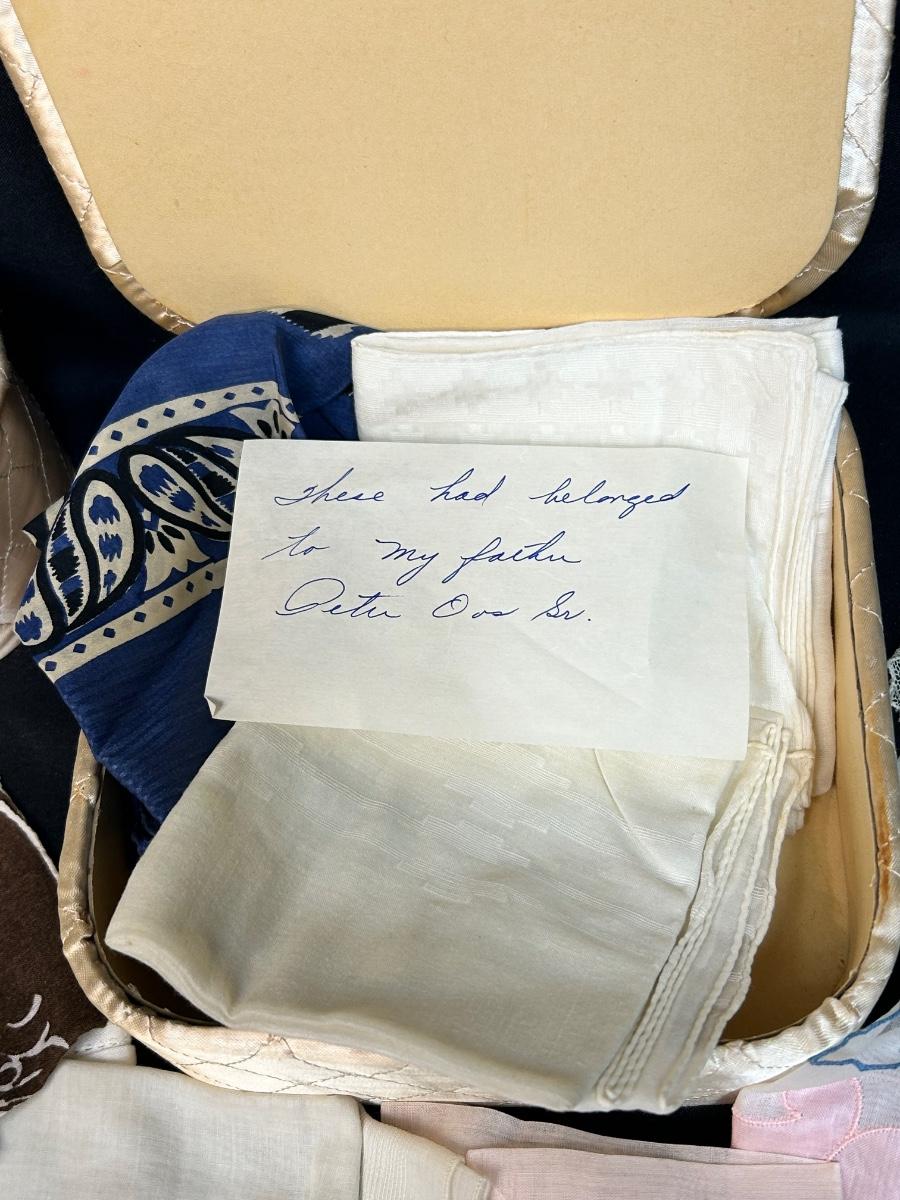 These had belonged
to my father
Peter Oos Sr.